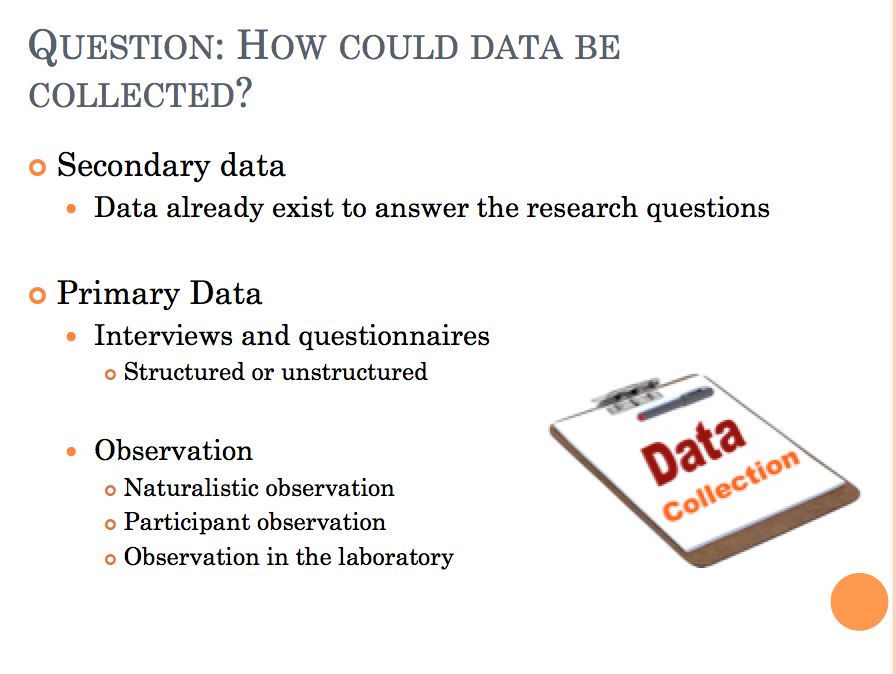 QUESTION: HOW COULD DATA BE
COLLECTED?
Secondary data
Data already exist to answer the research questions
Primary Data
Interviews and questionnaires
Structured or unstructured
Observation
Naturalistic observation
Participant observation
Observation in the laboratory
Data
Collection